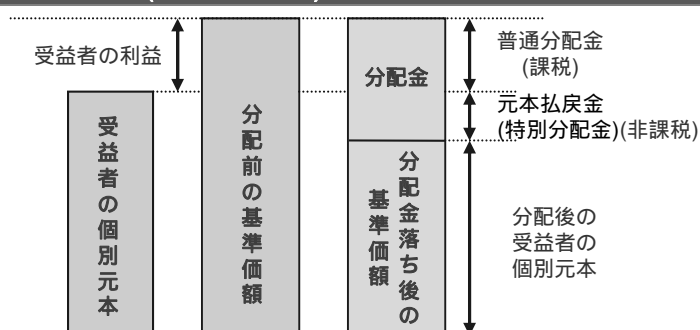 受益者の利益
受益者の個別元本
分配前の基準価額
分配金
分配金落ち後の
基準価額
普通分配金
(課税)
元本払戻金
(特別分配金)(非課税)
分配後の
受益者の
個別元本